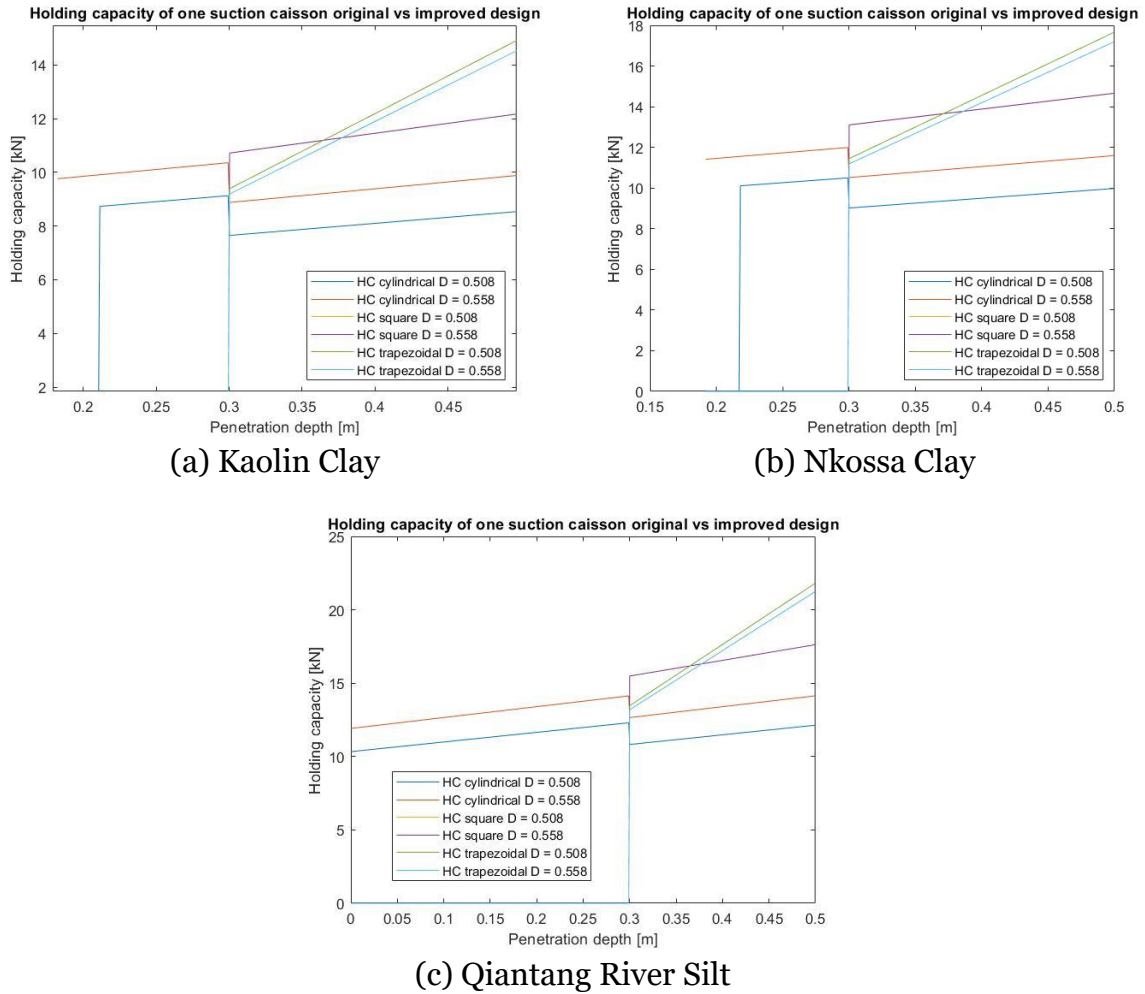 Holding capacity of one suction caisson original vs improved design
14
12
10
8
6
4
2
Holding capacity [kN]
HC cylindrical D = 0.508
HC cylindrical D = 0.558
HC square D = 0.508
HC square D = 0.558
HC trapezoidal D = 0.508
HC trapezoidal D = 0.558
0.2 0.25 0.3 0.35 0.4 0.45
Penetration depth [m]
(a) Kaolin Clay
Holding capacity of one suction caisson original vs improved design
18
16
14
12
10
8
6
4
2
0
Holding capacity [kN]
HC cylindrical D = 0.508
HC cylindrical D = 0.558
HC square D = 0.508
HC square D = 0.558
HC trapezoidal D = 0.508
HC trapezoidal D = 0.558
0.15 0.2 0.25 0.3 0.35 0.4 0.45 0.5
Penetration depth [m]
(b) Nkossa Clay
Holding capacity of one suction caisson original vs improved design
25
20
15
10
5
0
Holding capacity [kN]
HC cylindrical D = 0.508
HC cylindrical D = 0.558
HC square D = 0.508
HC square D = 0.558
HC trapezoidal D = 0.508
HC trapezoidal D = 0.558
0 0.05 0.1 0.15 0.2 0.25 0.3 0.35 0.4 0.45 0.5
Penetration depth [m]
(c) Qiantang River Silt